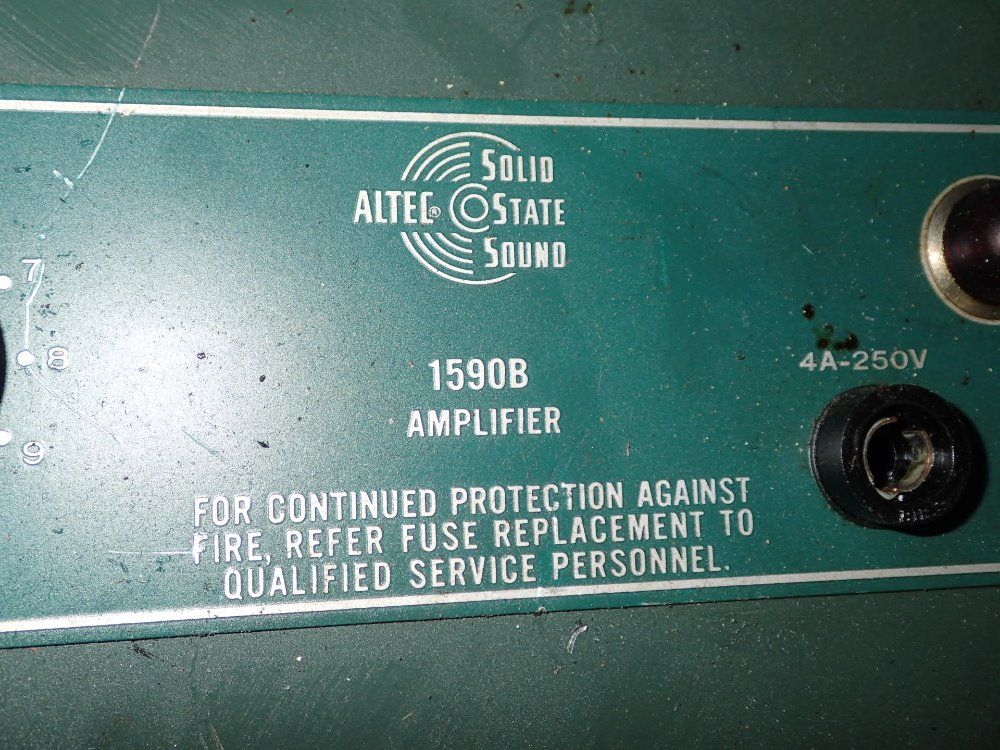 SOLID
ALTEC® STATE
SOUND
7
8
1590B
4A-250V
AMPLIFIER
9
FOR CONTINUED PROTECTION AGAINST
FIRE, REFER FUSE REPLACEMENT TO
QUALIFIED SERVICE PERSONNEL.